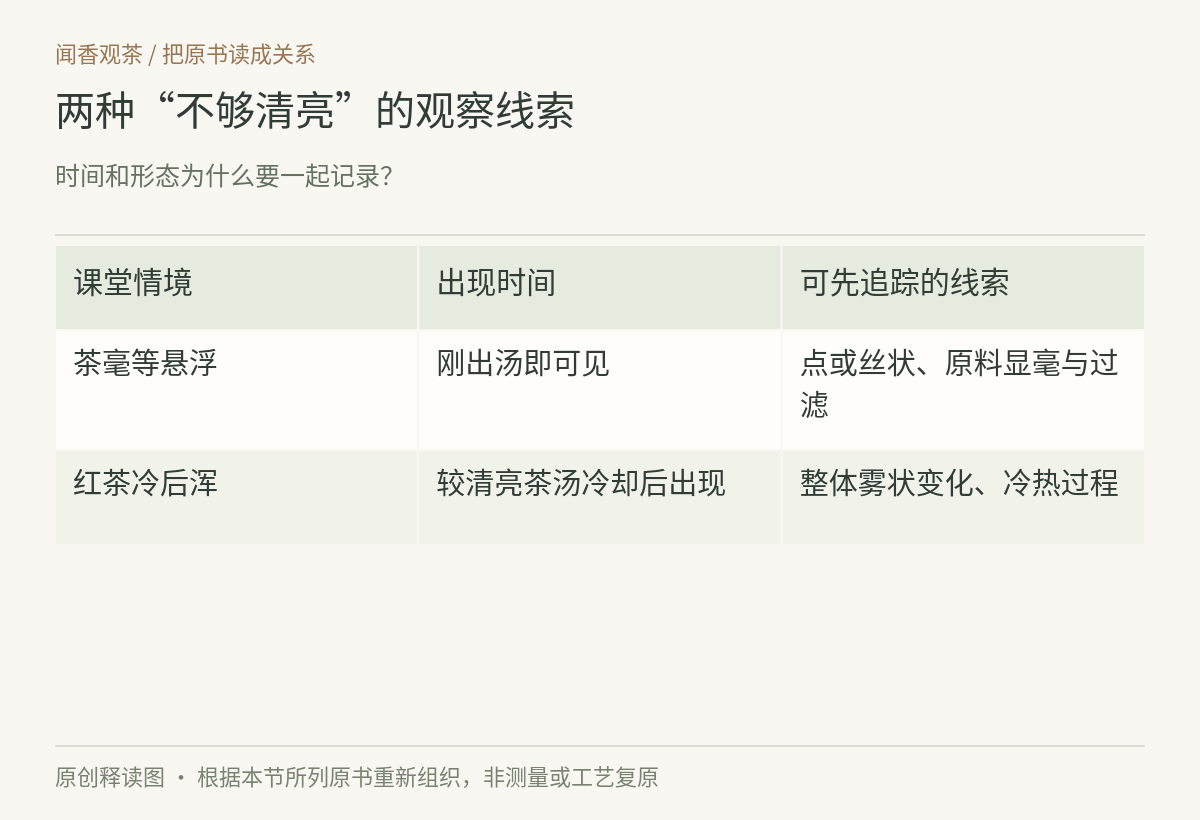 闻香观茶 / 把原书读成关系
两种“不够清亮”的观察线索
时间和形态为什么要一起记录？
课堂情境 出现时间 可先追踪的线索
茶毫等悬浮 刚出汤即可见 点或丝状、原料显毫与过
滤
红茶冷后浑 较清亮茶汤冷却后出现 整体雾状变化、冷热过程
原创释读图 · 根据本节所列原书重新组织，非测量或工艺复原